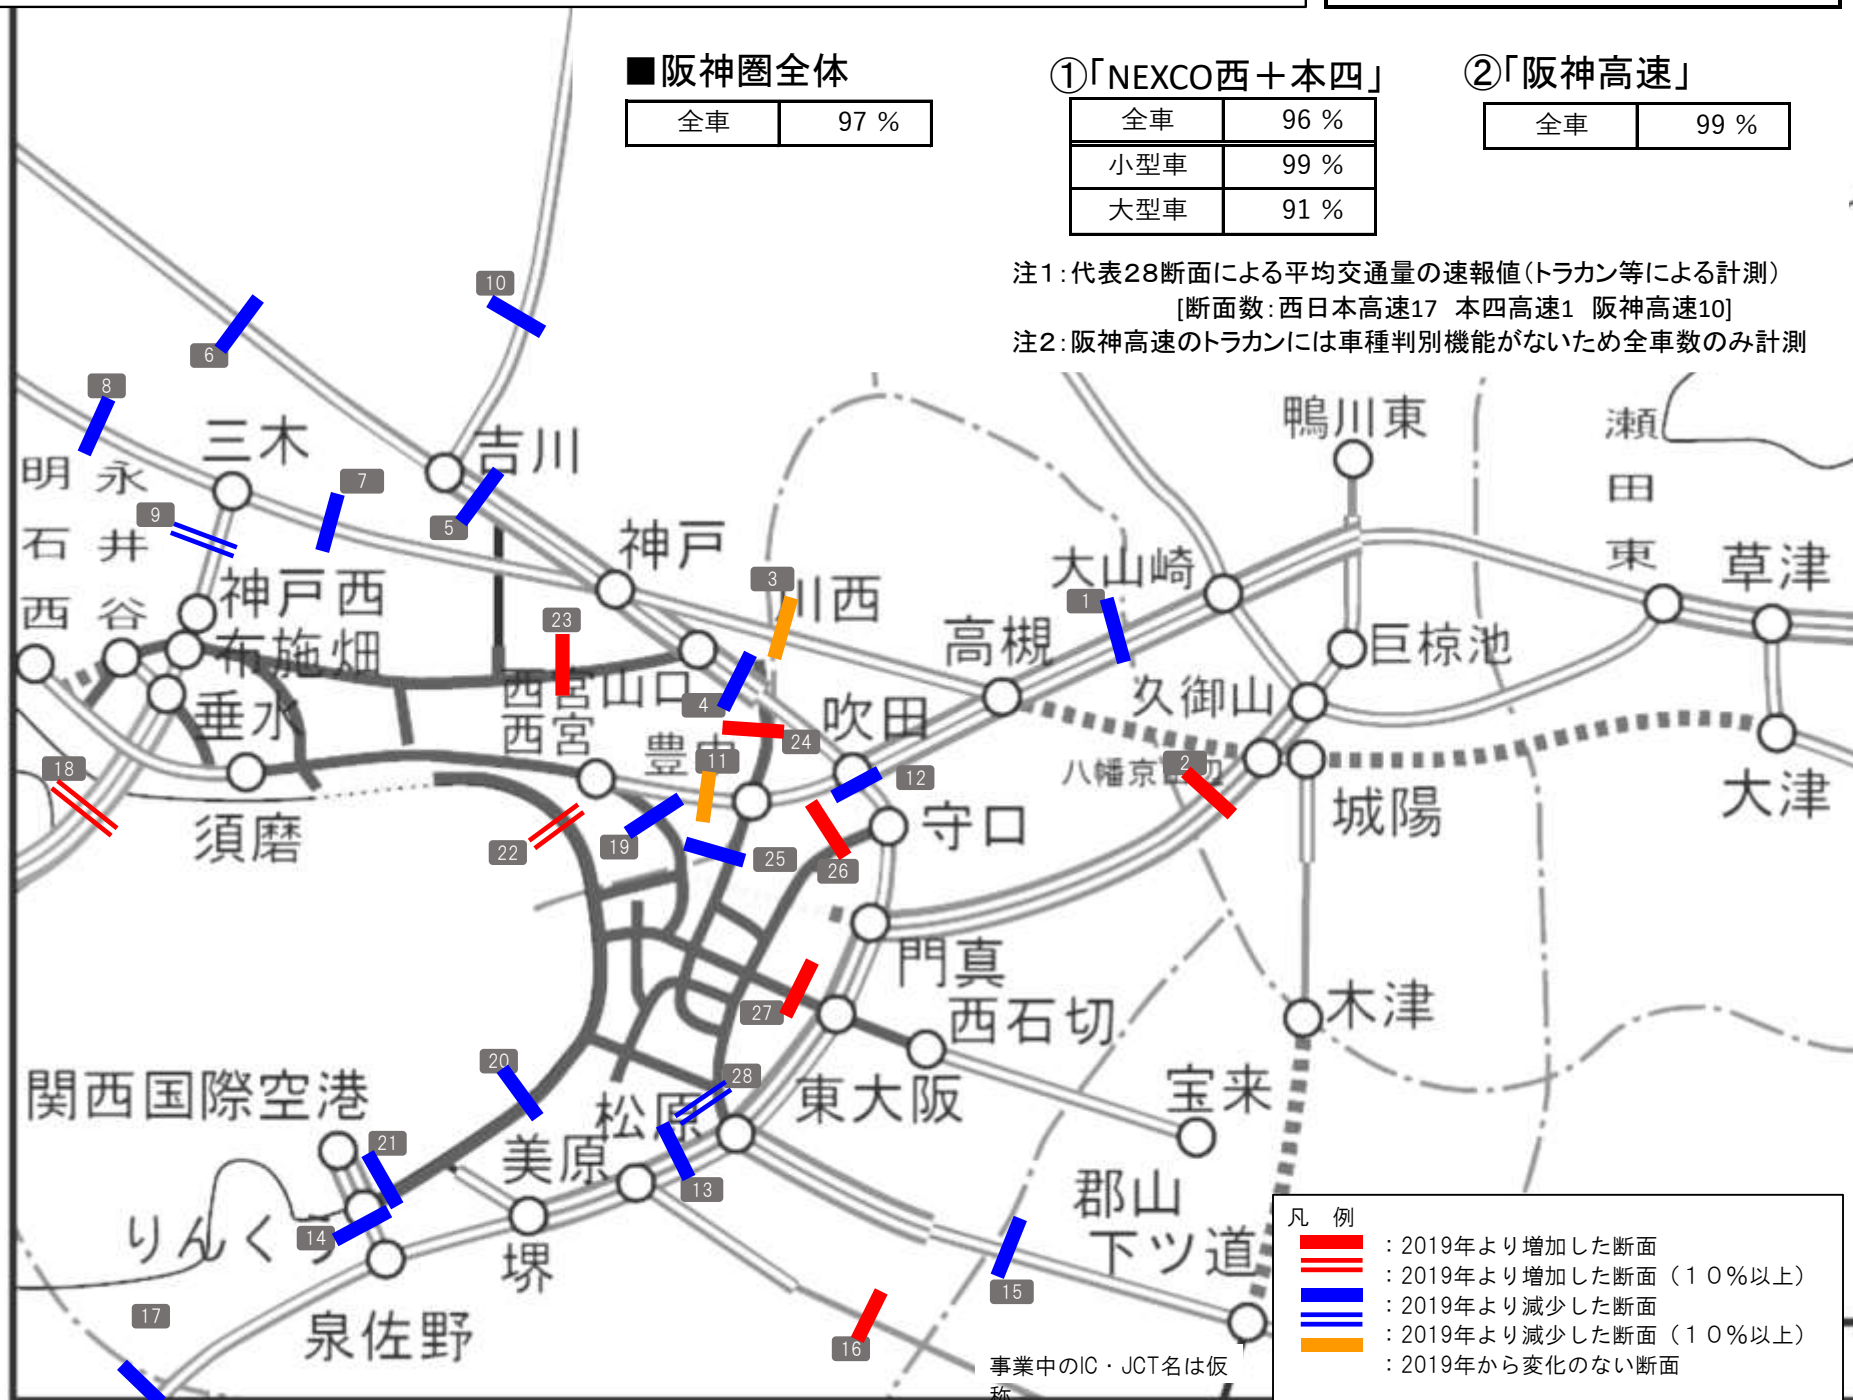 ■阪神圏全体
全車 97 %
①「NEXCO西＋本四」
全車 96 %
小型車 99 %
大型車 91 %
②「阪神高速」
全車 99 %
注１：代表２８断面による平均交通量の速報値（トラカン等による計測）
[断面数：西日本高速17 本四高速1 阪神高速10]
注２：阪神高速のトラカンには車種判別機能がないため全車数のみ計測
10
6
8
三木
吉川
鴨川東
瀬田東
明石西
永井谷
7
9
5
神戸
大山崎
草津
3
川西
1
神戸西
23
布施畑
高槻
巨椋池
西宮山口
久御山
4
垂水
西宮
吹田
24
豊中
11
12
2
八幡京田辺
18
城陽
大津
須磨
22
19
25
26
守口
門真
27
西石切
木津
20
28
関西国際空港
松原
東大阪
宝来
21
美原
13
郡山下ツ道
14
りんくう
堺
15
17
泉佐野
16
事業中のIC・JCT名は仮
称
凡 例
：2019年より増加した断面
：2019年より増加した断面（１０％以上）
：2019年より減少した断面
：2019年より減少した断面（１０％以上）
：2019年から変化のない断面